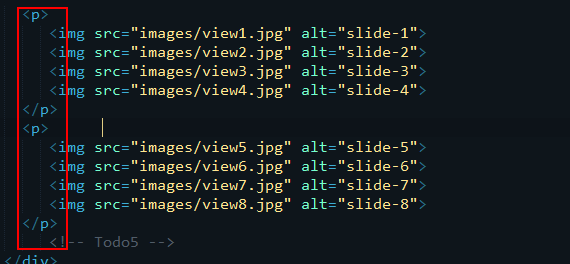 <p>
<img src="images/view1.jpg" alt="slide-1">
<img src="images/view2.jpg" alt="slide-2">
<img src="images/view3.jpg" alt="slide-3">
<img src="images/view4.jpg" alt="slide-4">
</p>
<p>
<img src="images/view5.jpg" alt="slide-5">
<img src="images/view6.jpg" alt="slide-6">
<img src="images/view7.jpg" alt="slide-7">
<img src="images/view8.jpg" alt="slide-8">
</p>
<!-- Todo5 -->
</div>